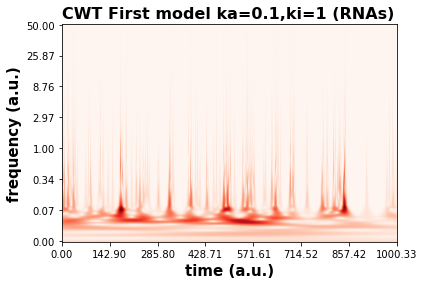 CWT First model ka=0.1,ki=1 (RNAs)
frequency (a.u.)
50.00
25.87
8.76
2.97
1.00
0.34
0.07
0.00
0.00 142.90 285.80 428.71 571.61 714.52 857.42 1000.33
time (a.u.)